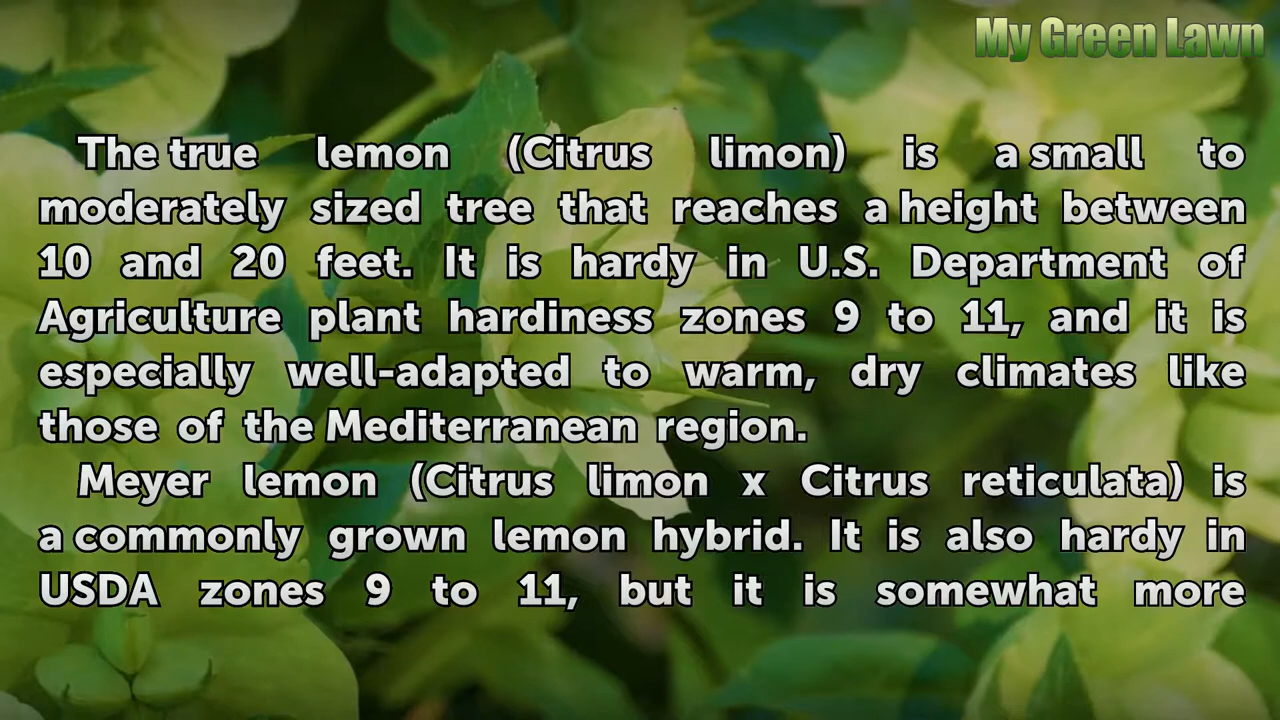 My Green Lawn
The true lemon (Citrus limon) is a small to
moderately sized tree that reaches a height between
10 and 20 feet. It is hardy in U.S. Department of
Agriculture plant hardiness zones 9 to 11, and it is
especially well-adapted to warm, dry climates like
those of the Mediterranean region.
Meyer lemon (Citrus limon x Citrus reticulata) is
a commonly grown lemon hybrid. It is also hardy in
USDA zones 9 to 11, but it is somewhat more